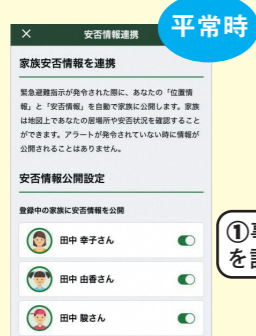 平常時
× 安否情報連携
家族安否情報を連携
緊急避難指示が発令された際に、あなたの「位置情
報」と「安否情報」を自動で家族に公開します。家族
は地図上であなたの居場所や安否状況を確認すること
ができます。アラートが発令されていない時に情報が
公開されることはありません。
安否情報公開設定
登録中の家族に安否情報を公開
田中 幸子さん
田中 由香さん
田中 駿さん
①
を